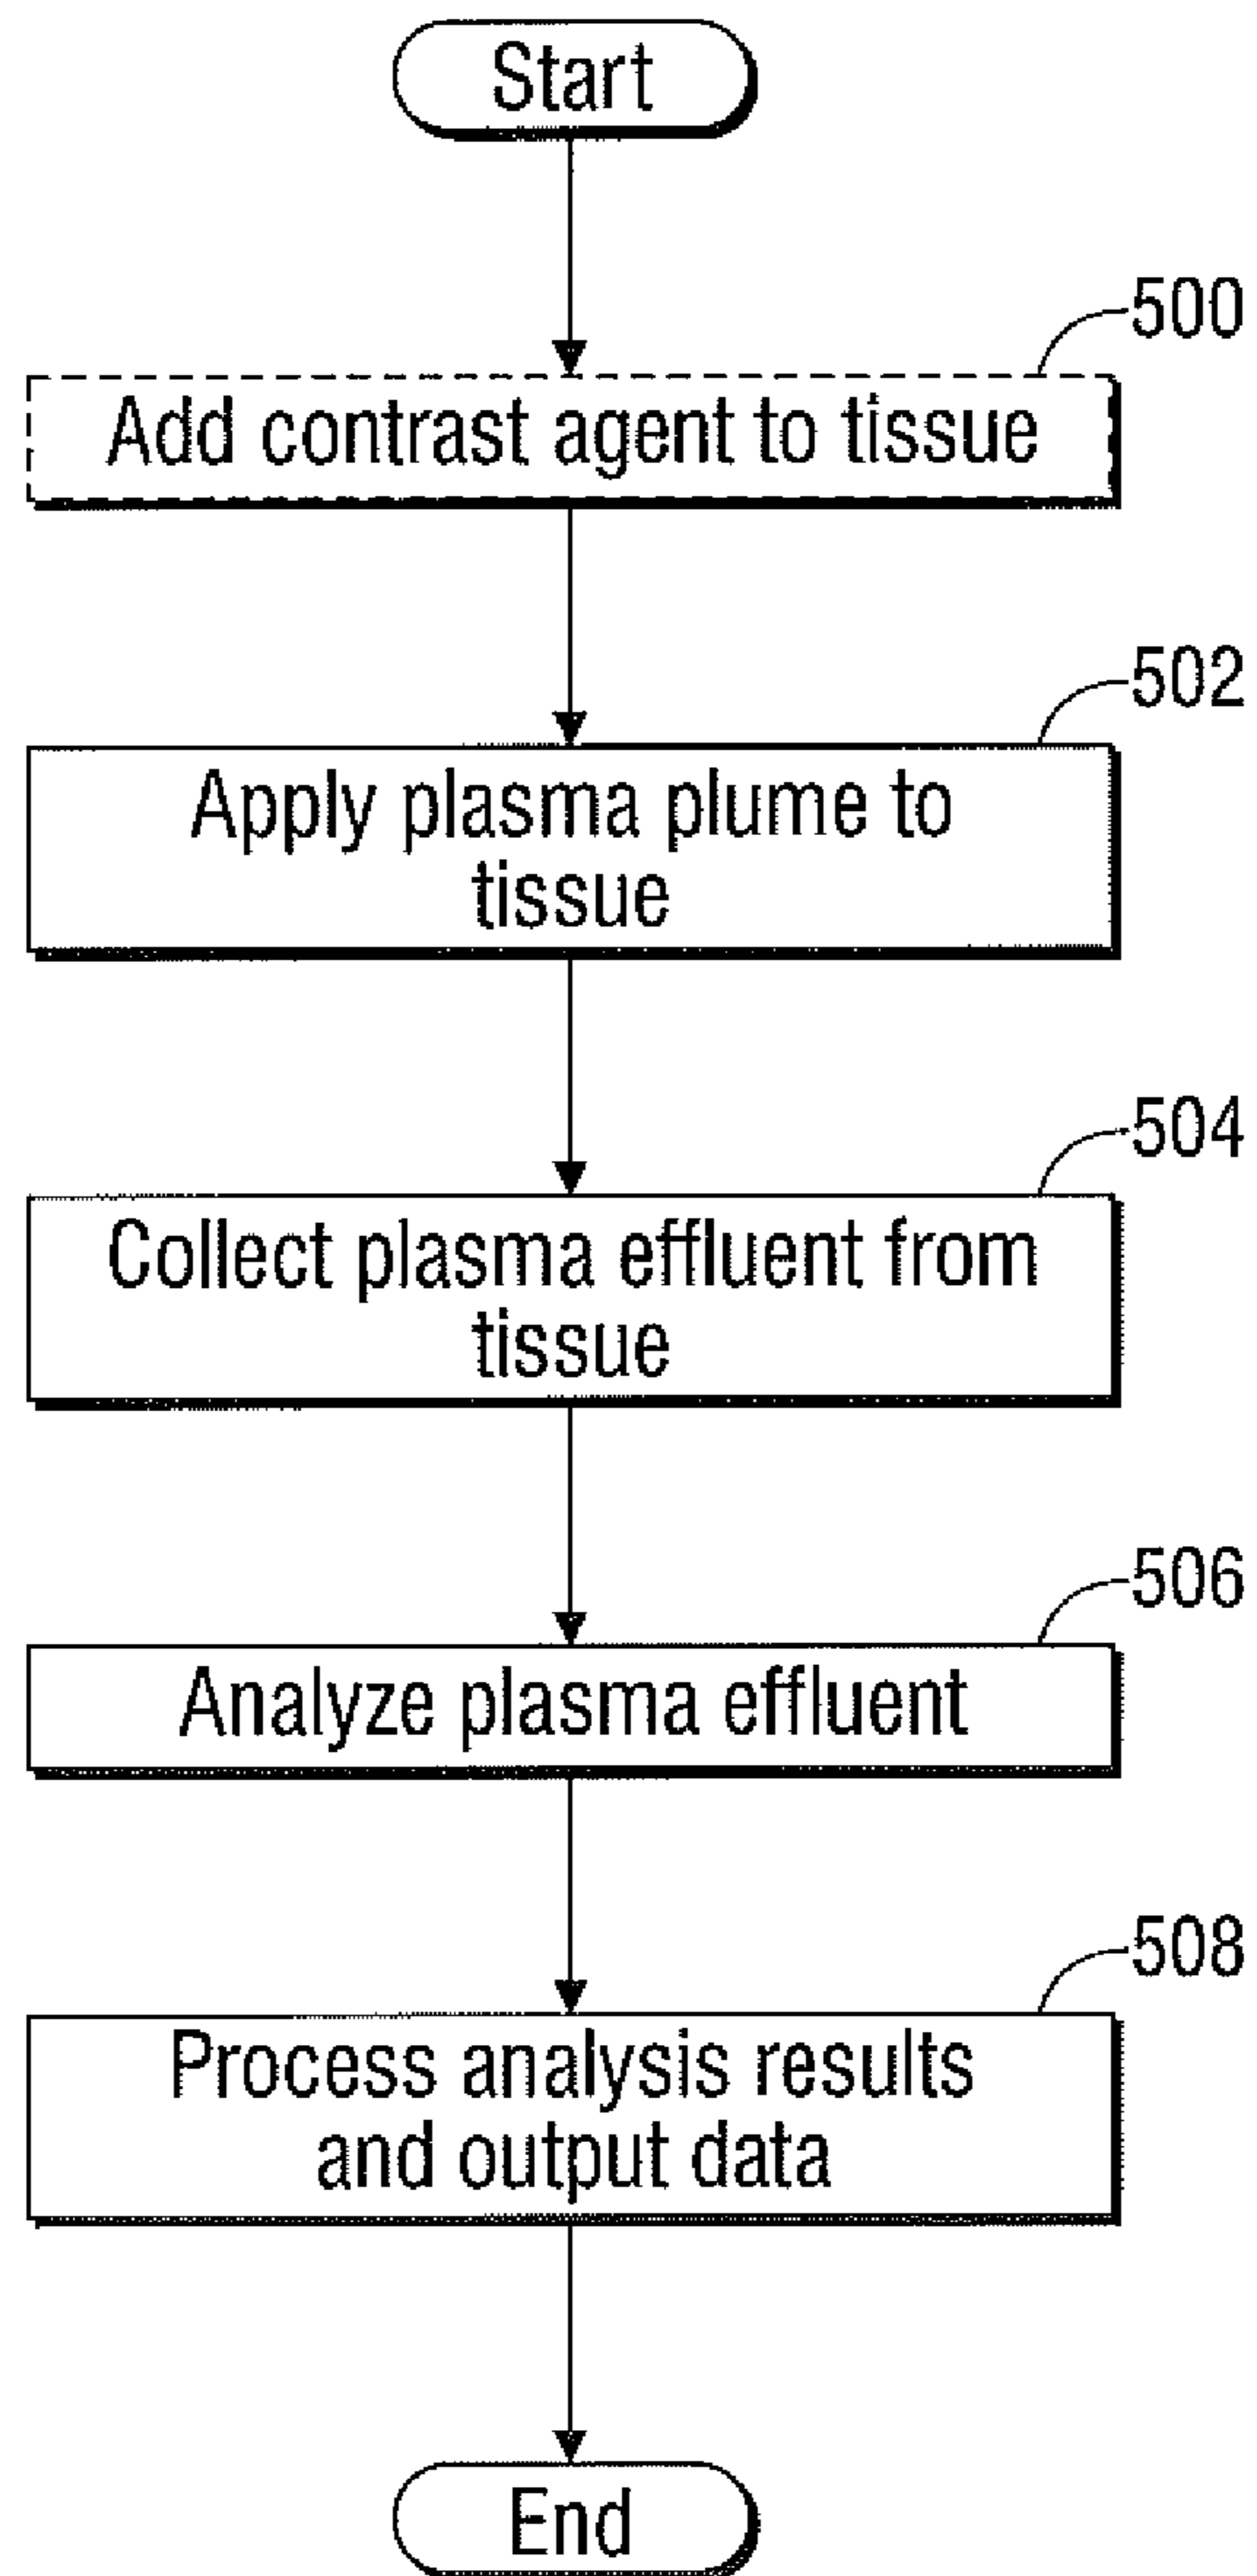 Start
500
Add contrast agent to tissue
502
Apply plasma plume to
tissue
504
Collect plasma effluent from
tissue
506
Analyze plasma effluent
508
Process analysis results
and output data
End